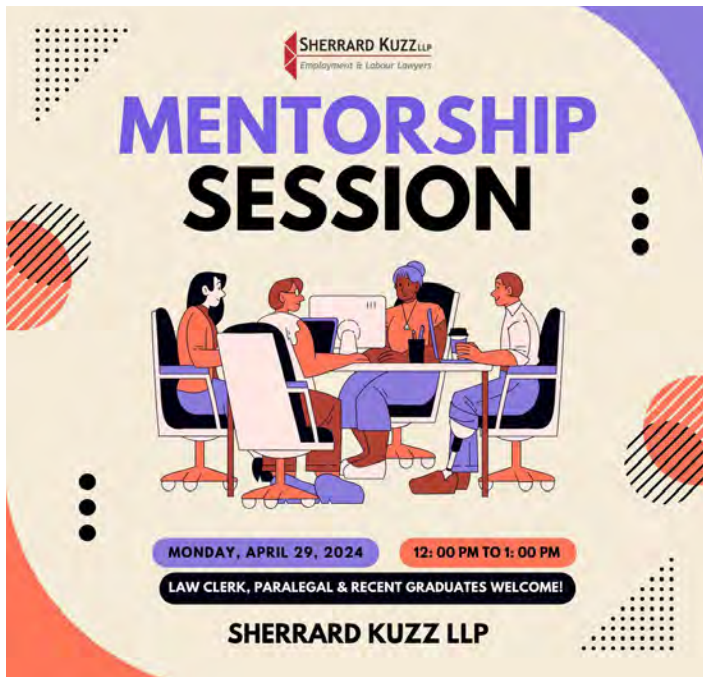 SHERRARD KUZZ LLP
Employment & Labour Lawyers
MENTORSHIP
SESSION
MONDAY, APRIL 29, 2024
12: 00 PM TO 1: 00 PM
LAW CLERK, PARALEGAL & RECENT GRADUATES WELCOME!
SHERRARD KUZZ LLP